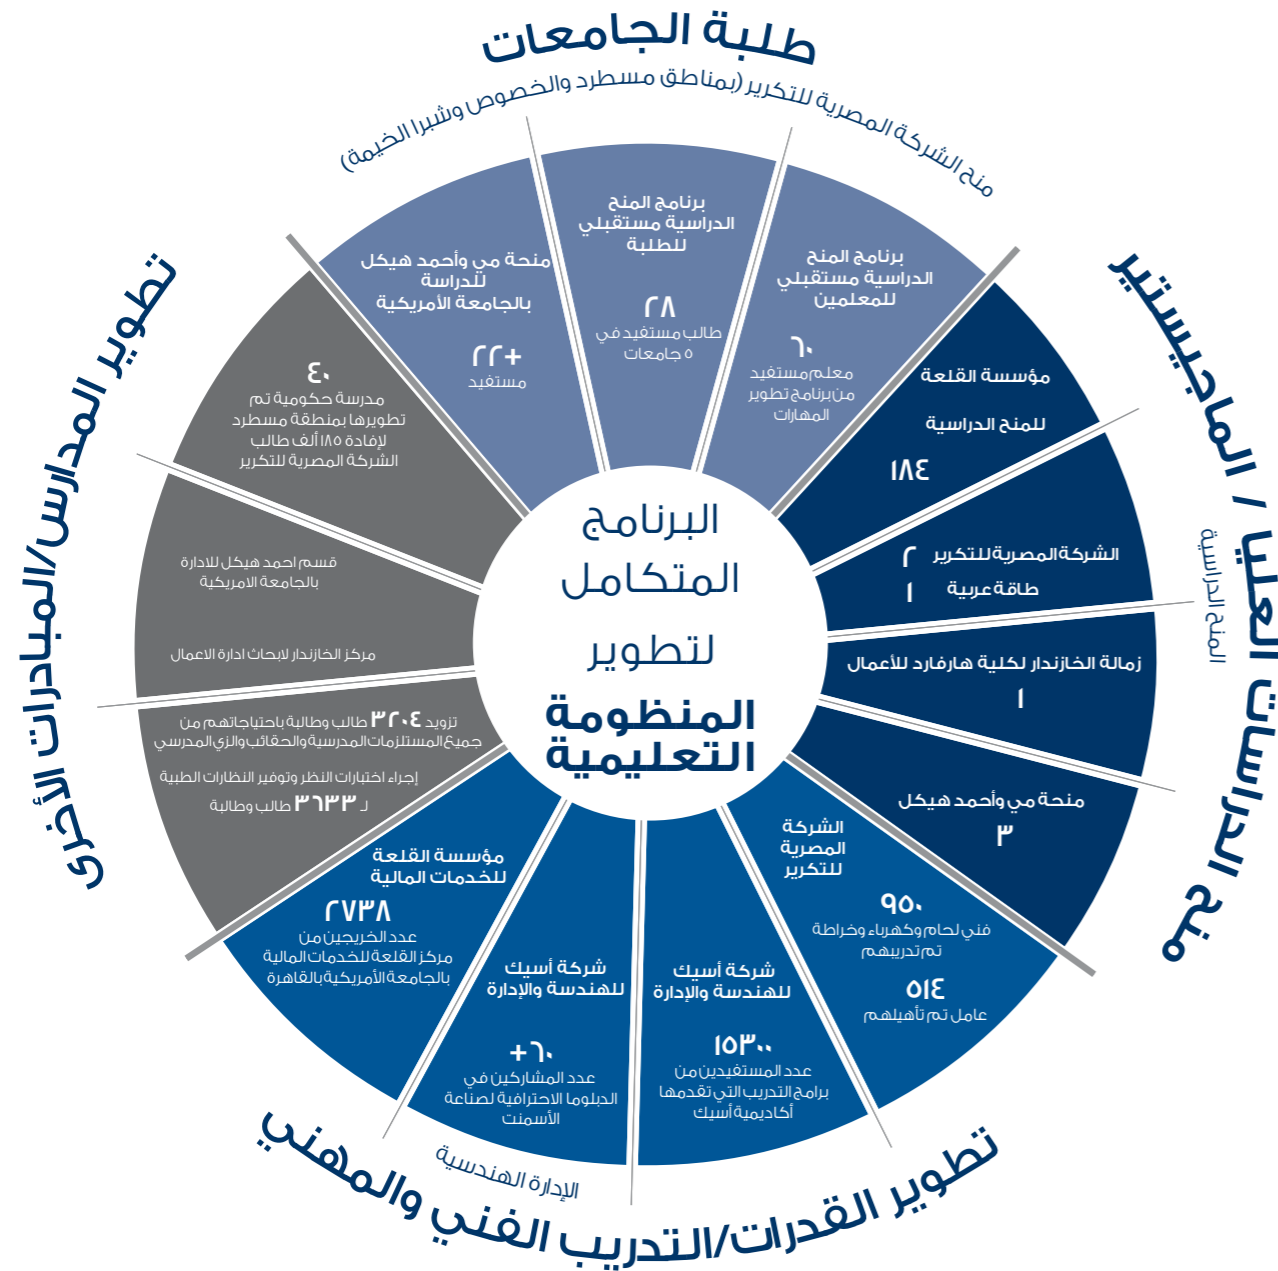 طلبة الجامعات
منح الشركة المصرية للتكرير (بمناطق مسطرد والخصوص وشبرا الخيمة)
برنامج المنح
الدراسية مستقبلي
للمعلمين
٦٠
معلم مستفيد
من برنامج تطوير
المهارات
برنامج المنح
الدراسية مستقبلي
للطلبة
٢٨
طالب مستفيد في
٥ جامعات
منحة مي وأحمد هيكل
للدراسة
بالجامعة الأمريكية
+٢٢
مستفيد
منح الدراسات العليا / الماجيستير
المنح الدراسية
مؤسسة القلعة
للمنح الدراسية
١٨٤
الشركة المصرية للتكرير ٢
طاقة عربية ١
زمالة الخازندار لكلية هارفارد للأعمال
١
منحة مي وأحمد هيكل
٣
تطوير القدرات/التدريب الفني والمهني
الإدارة الهندسية
الشركة
المصرية
للتكرير
٩٥٠
فني لحام وكهرباء وخراطة
تم تدريبهم
٥١٤
عامل تم تأهيلهم
شركة أسيك
للهندسة والإدارة
١٥٣٠٠
عدد المستفيدين من
برامج التدريب التي تقدمها
أكاديمية أسيك
شركة أسيك
للهندسة والإدارة
٦٠+
عدد المشاركين في
الدبلوما الاحترافية لصناعة
الأسمنت
مؤسسة القلعة
للخدمات المالية
٢٧٣٨
عدد الخريجين من
مركز القلعة للخدمات المالية
بالجامعة الأمريكية بالقاهرة
تطوير المدارس/المبادرات الأخرى
٤٠
مدرسة حكومية تم
تطويرها بمنطقة مسطرد
لإفادة ١٨٥ ألف طالب
الشركة المصرية للتكرير
قسم احمد هيكل للادارة
بالجامعة الامريكية
مركز الخازندار لابحاث ادارة الاعمال
تزويد ٣٢٠٤ طالب وطالبة باحتياجاتهم من
جميع المستلزمات المدرسية والحقائب والزي المدرسي
إجراء اختبارات النظر وتوفير النظارات الطبية
لـ ٣٦٣٣ طالب وطالبة
البرنامج
المتكامل
لتطوير
المنظومة
التعليمية